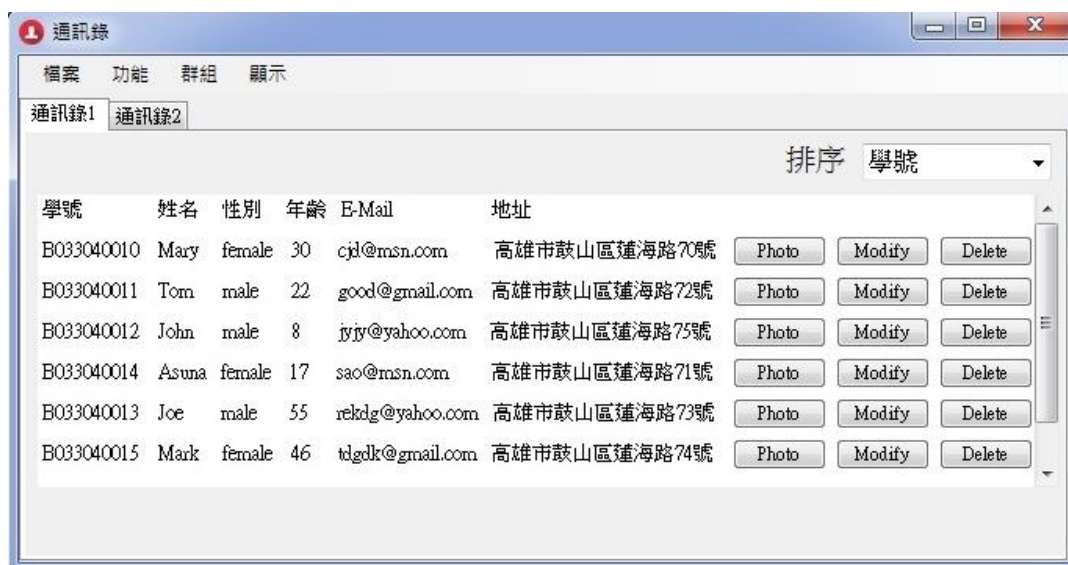 通訊錄
檔案 功能 群組 顯示
通訊錄1 通訊錄2
排序 學號
學號 姓名 性別 年齡 E-Mail 地址
B033040010 Mary female 30 cjd@msn.com 高雄市鼓山區蓮海路70號 Photo Modify Delete
B033040011 Tom male 22 good@gmail.com 高雄市鼓山區蓮海路72號 Photo Modify Delete
B033040012 John male 8 jyjy@yahoo.com 高雄市鼓山區蓮海路75號 Photo Modify Delete
B033040014 Asuna female 17 sao@msn.com 高雄市鼓山區蓮海路71號 Photo Modify Delete
B033040013 Joe male 55 rekdg@yahoo.com 高雄市鼓山區蓮海路73號 Photo Modify Delete
B033040015 Mark female 46 tdgdk@gmail.com 高雄市鼓山區蓮海路74號 Photo Modify Delete